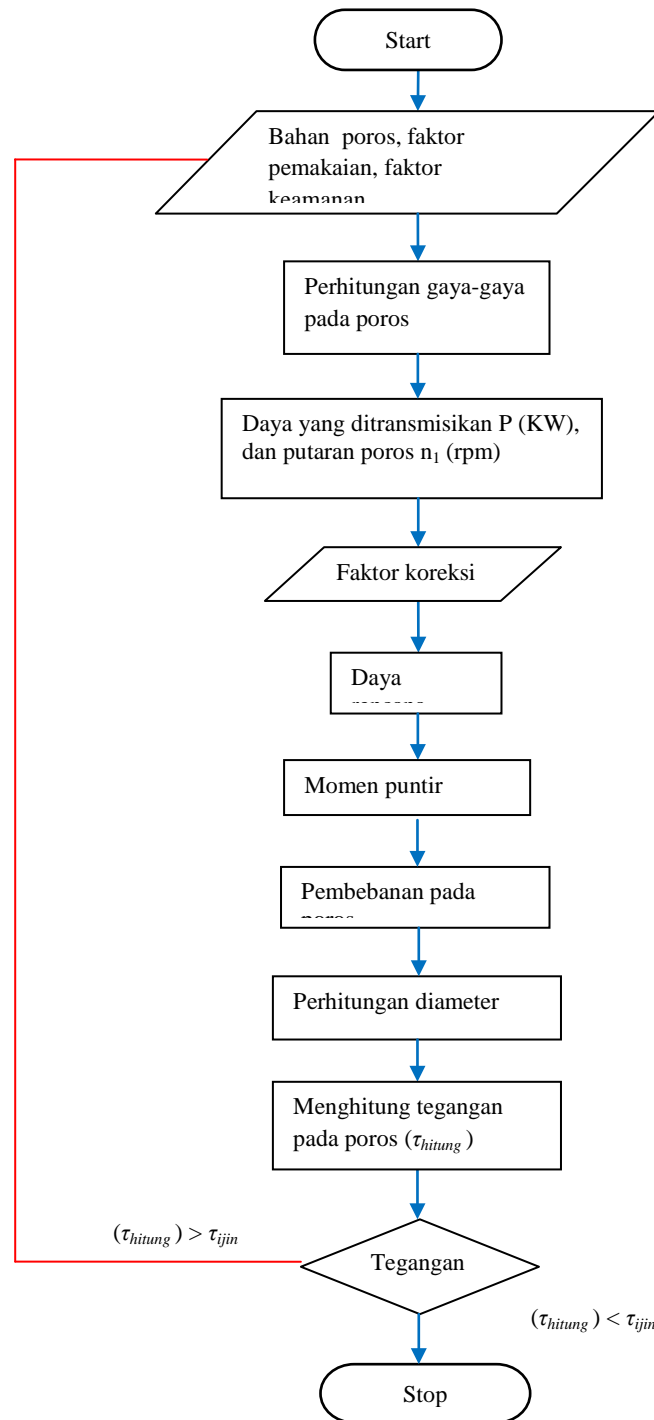 Start
Bahan poros, faktor
pemakaian, faktor
keamanan
Perhitungan gaya-gaya
pada poros
Daya yang ditransmisikan P (KW),
dan putaran poros n₁ (rpm)
Faktor koreksi
Daya
Momen puntir
Pembebanan pada
Perhitungan diameter
Menghitung tegangan
pada poros (τhitung )
(τhitung ) > τijin
Tegangan
(τhitung ) < τijin
Stop